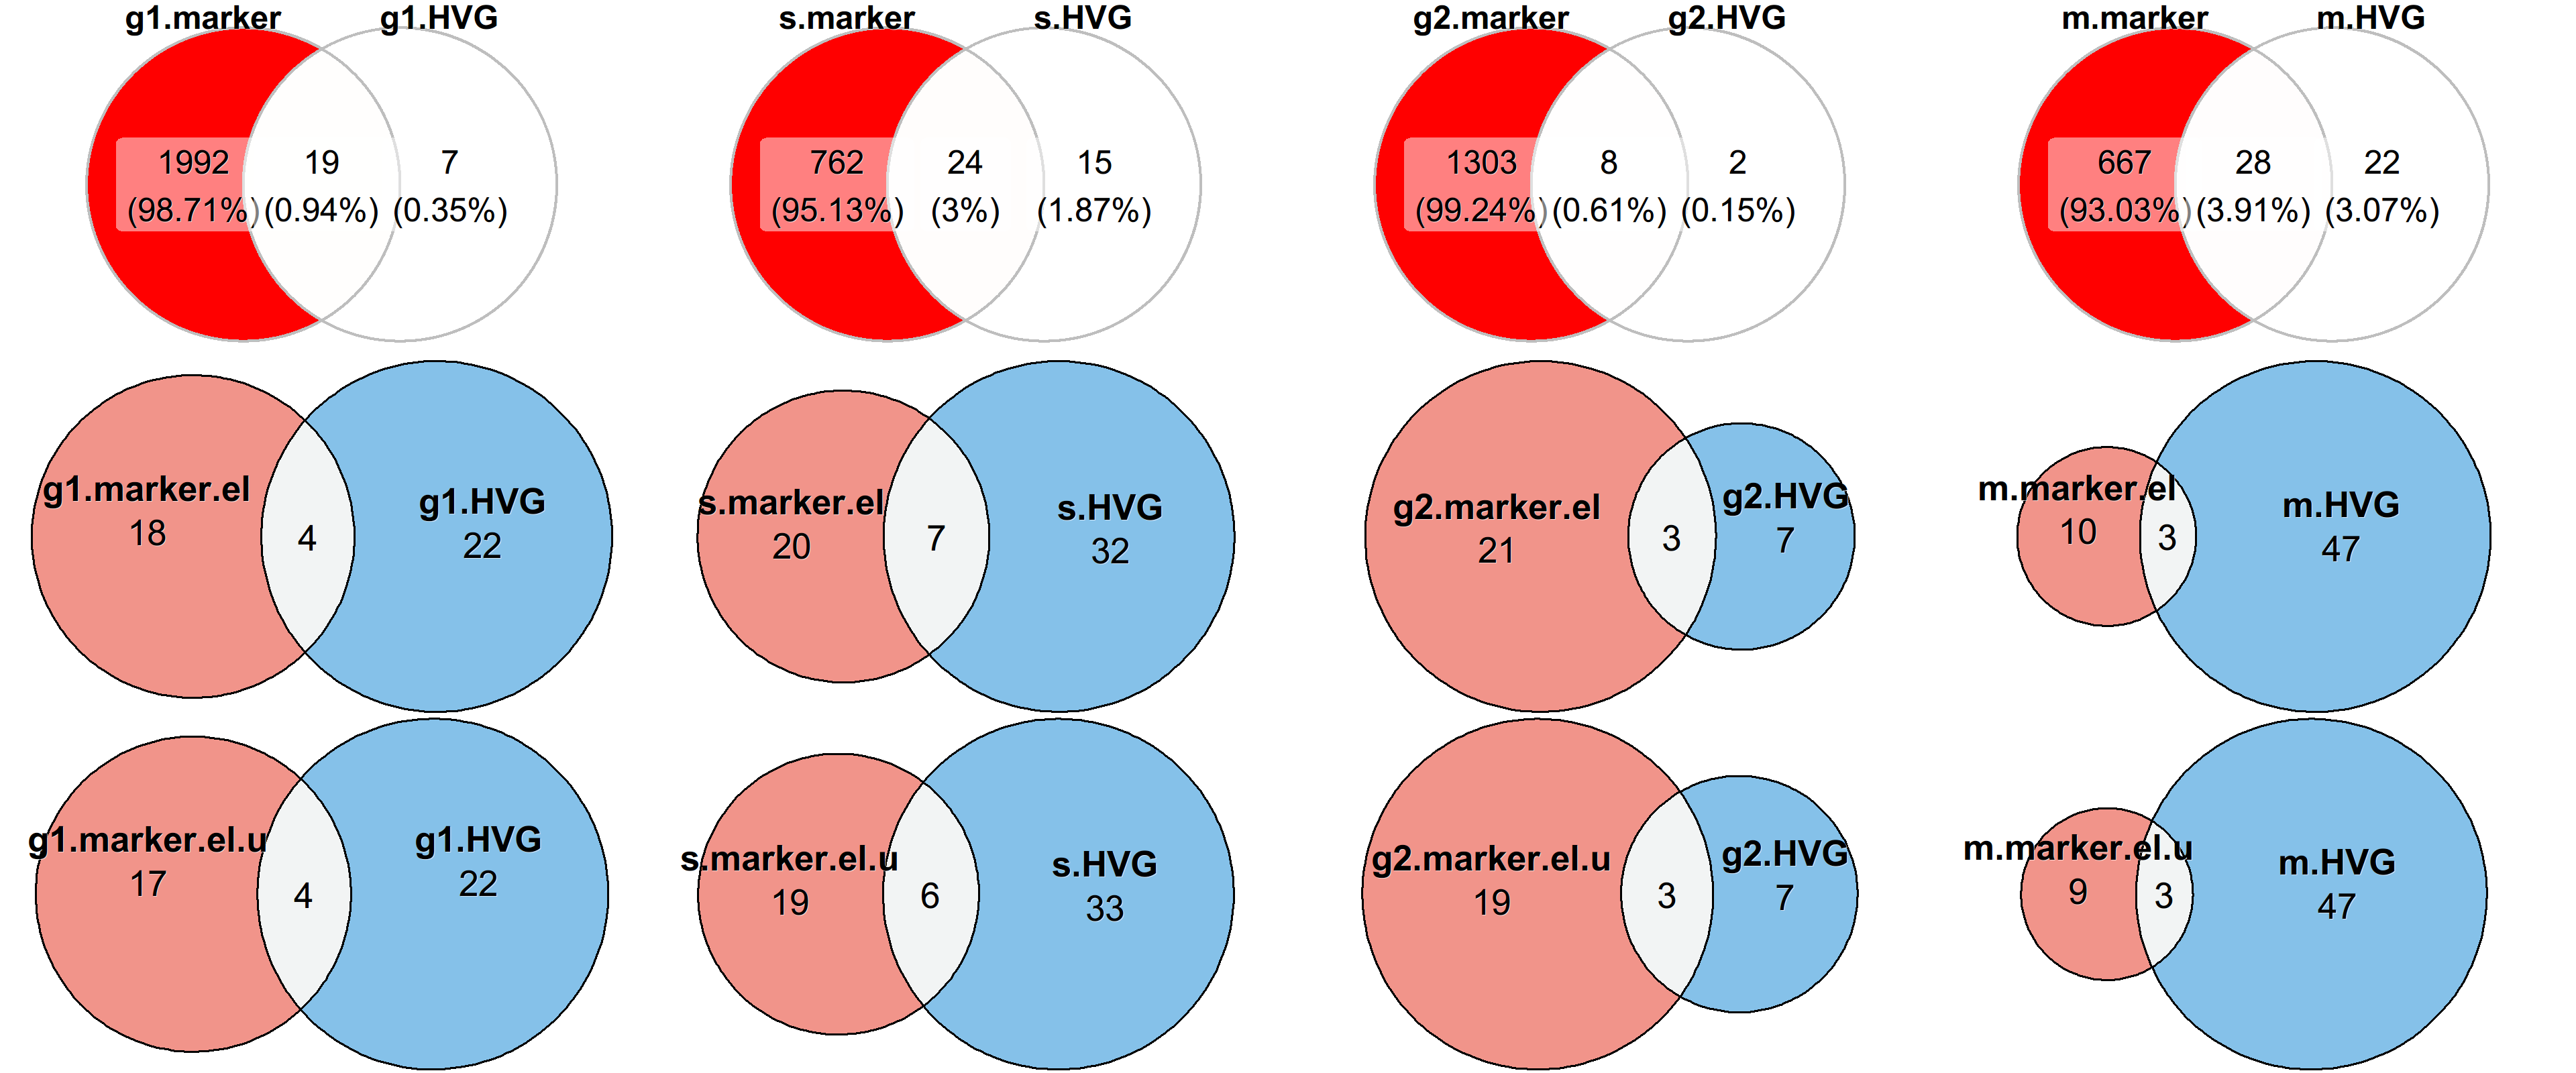 g1.marker g1.HVG s.marker s.HVG g2.marker g2.HVG m.marker m.HVG
1992 19 7 762 24 15 1303 8 2 667 28 22
(98.71%) (0.94%) (0.35%) (95.13%) (3%) (1.87%) (99.24%) (0.61%) (0.15%) (93.03%) (3.91%) (3.07%)
g1.marker.el g1.HVG s.marker.el s.HVG g2.marker.el g2.HVG m.marker.el m.HVG
18 4 22 20 7 32 21 3 7 10 3 47
g1.marker.el.u g1.HVG s.marker.el.u s.HVG g2.marker.el.u g2.HVG m.marker.el.u m.HVG
17 4 22 19 6 33 19 3 7 9 3 47